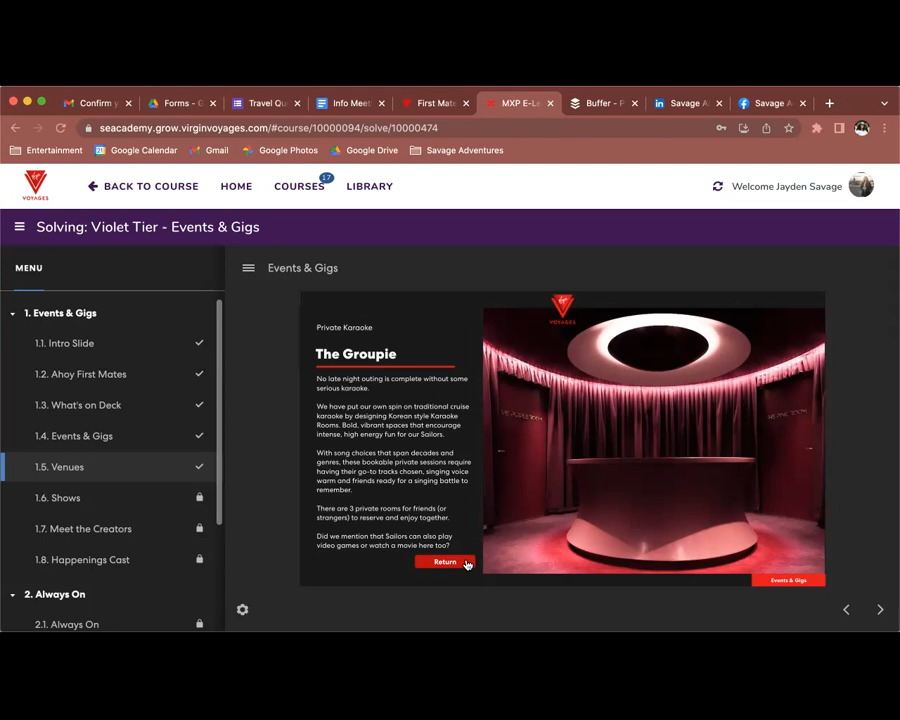 Confirm y
Forms - G
Travel Qu
Info Meet
First Mate
MXP E-Le
Buffer - P
Savage A
Savage A
seacademy.grow.virginvoyages.com/#course/10000094/solve/10000474
Entertainment
Google Calendar
Gmail
Google Photos
Google Drive
Savage Adventures
VOYAGES
BACK TO COURSE
HOME
COURSES
17
LIBRARY
Welcome Jayden Savage
Solving: Violet Tier - Events & Gigs
MENU
Events & Gigs
1. Events & Gigs
1.1. Intro Slide
1.2. Ahoy First Mates
1.3. What's on Deck
1.4. Events & Gigs
1.5. Venues
1.6. Shows
1.7. Meet the Creators
1.8. Happenings Cast
2. Always On
2.1. Always On
VOYAGES
Private Karaoke
The Groupie
No late night outing is complete without some
serious karaoke.
We have put our own spin on traditional cruise
karaoke by designing Korean style Karaoke
Rooms. Bold, vibrant spaces that encourage
intense, high energy fun for our Sailors.
With song choices that span decades and
genres, these bookable private sessions require
having their go-to tracks chosen, singing voice
warm and friends ready for a singing battle to
remember.
There are 3 private rooms for friends (or
strangers) to reserve and enjoy together.
Did we mention that Sailors can also play
video games or watch a movie here too?
Return
Events & Gigs